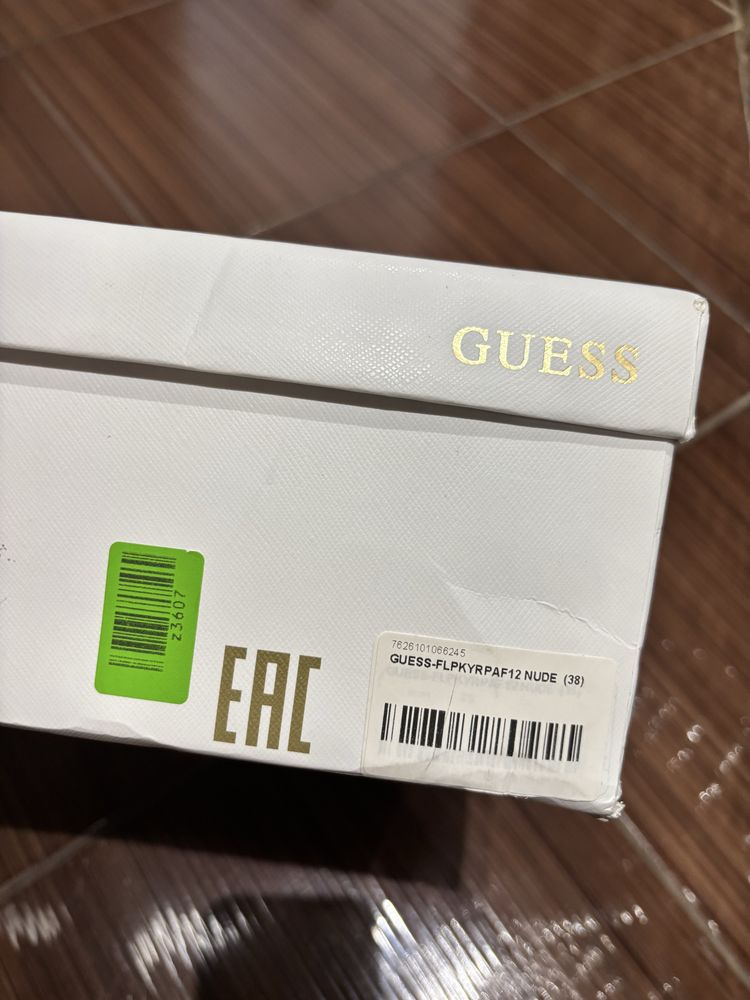 GUESS
z3607
EAC
7626101066245
GUESS-FLPKYRPAF12 NUDE (38)